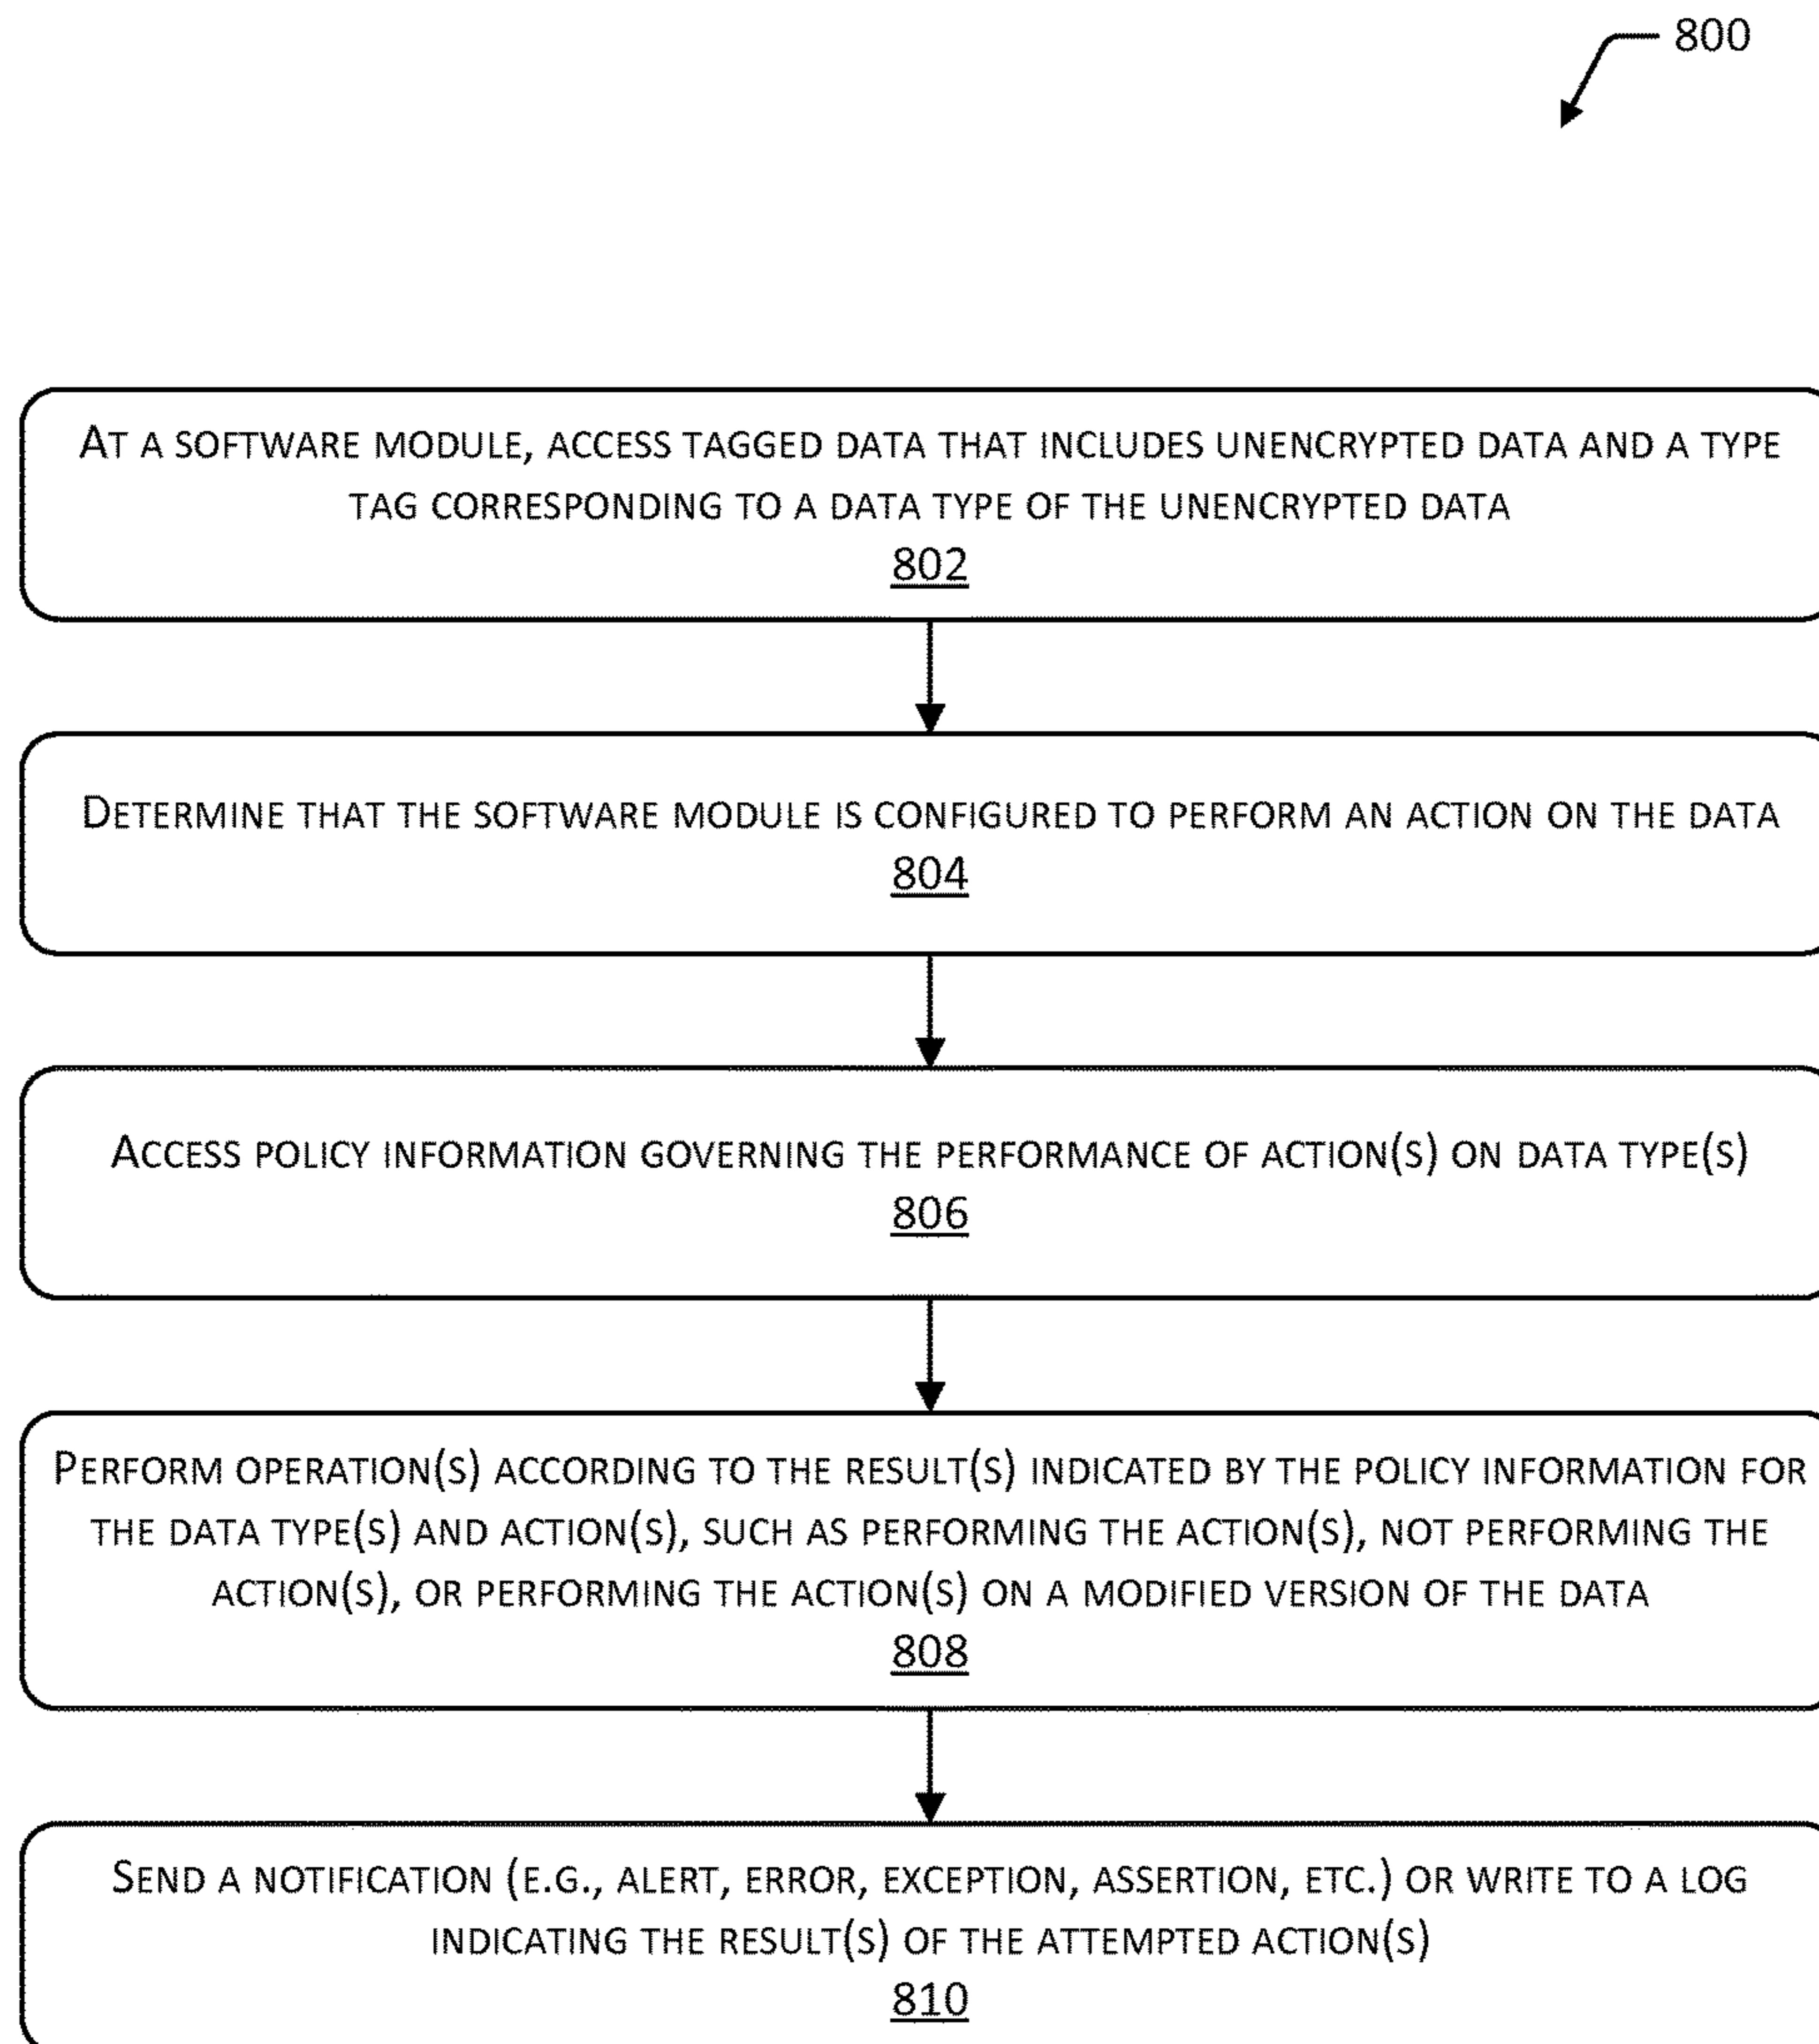 800
AT A SOFTWARE MODULE, ACCESS TAGGED DATA THAT INCLUDES UNENCRYPTED DATA AND A TYPE
TAG CORRESPONDING TO A DATA TYPE OF THE UNENCRYPTED DATA
802
DETERMINE THAT THE SOFTWARE MODULE IS CONFIGURED TO PERFORM AN ACTION ON THE DATA
804
ACCESS POLICY INFORMATION GOVERNING THE PERFORMANCE OF ACTION(S) ON DATA TYPE(S)
806
PERFORM OPERATION(S) ACCORDING TO THE RESULT(S) INDICATED BY THE POLICY INFORMATION FOR
THE DATA TYPE(S) AND ACTION(S), SUCH AS PERFORMING THE ACTION(S), NOT PERFORMING THE
ACTION(S), OR PERFORMING THE ACTION(S) ON A MODIFIED VERSION OF THE DATA
808
SEND A NOTIFICATION (E.G., ALERT, ERROR, EXCEPTION, ASSERTION, ETC.) OR WRITE TO A LOG
INDICATING THE RESULT(S) OF THE ATTEMPTED ACTION(S)
810